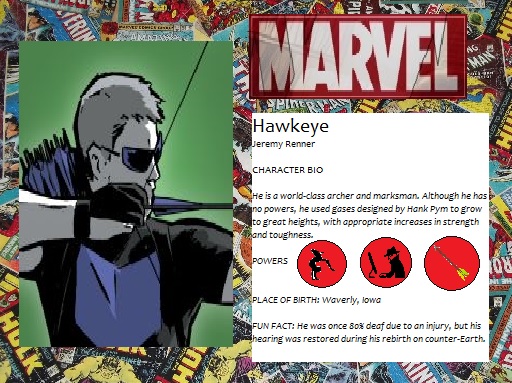 MARVEL
Hawkeye
Jeremy Renner
CHARACTER BIO
He is a world-class archer and marksman. Although he has
no powers, he used gases designed by Hank Pym to grow
to great heights, with appropriate increases in strength
and toughness.
POWERS
PLACE OF BIRTH: Waverly, Iowa
FUN FACT: He was once 80% deaf due to an injury, but his
hearing was restored during his rebirth on counter-Earth.